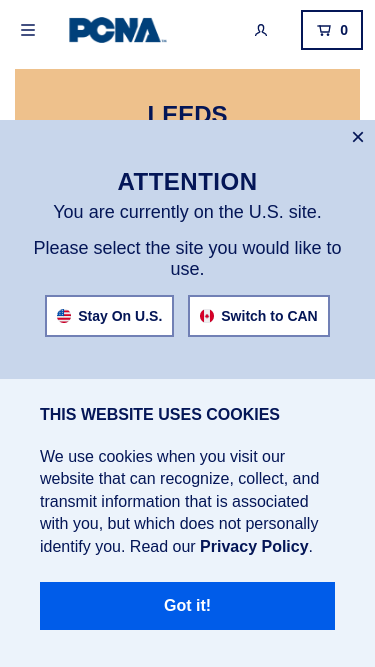 PCNA
0
LEEDS
×
ATTENTION
You are currently on the U.S. site.
Please select the site you would like to
use.
Stay On U.S.
Switch to CAN
THIS WEBSITE USES COOKIES
We use cookies when you visit our
website that can recognize, collect, and
transmit information that is associated
with you, but which does not personally
identify you. Read our Privacy Policy.
Got it!